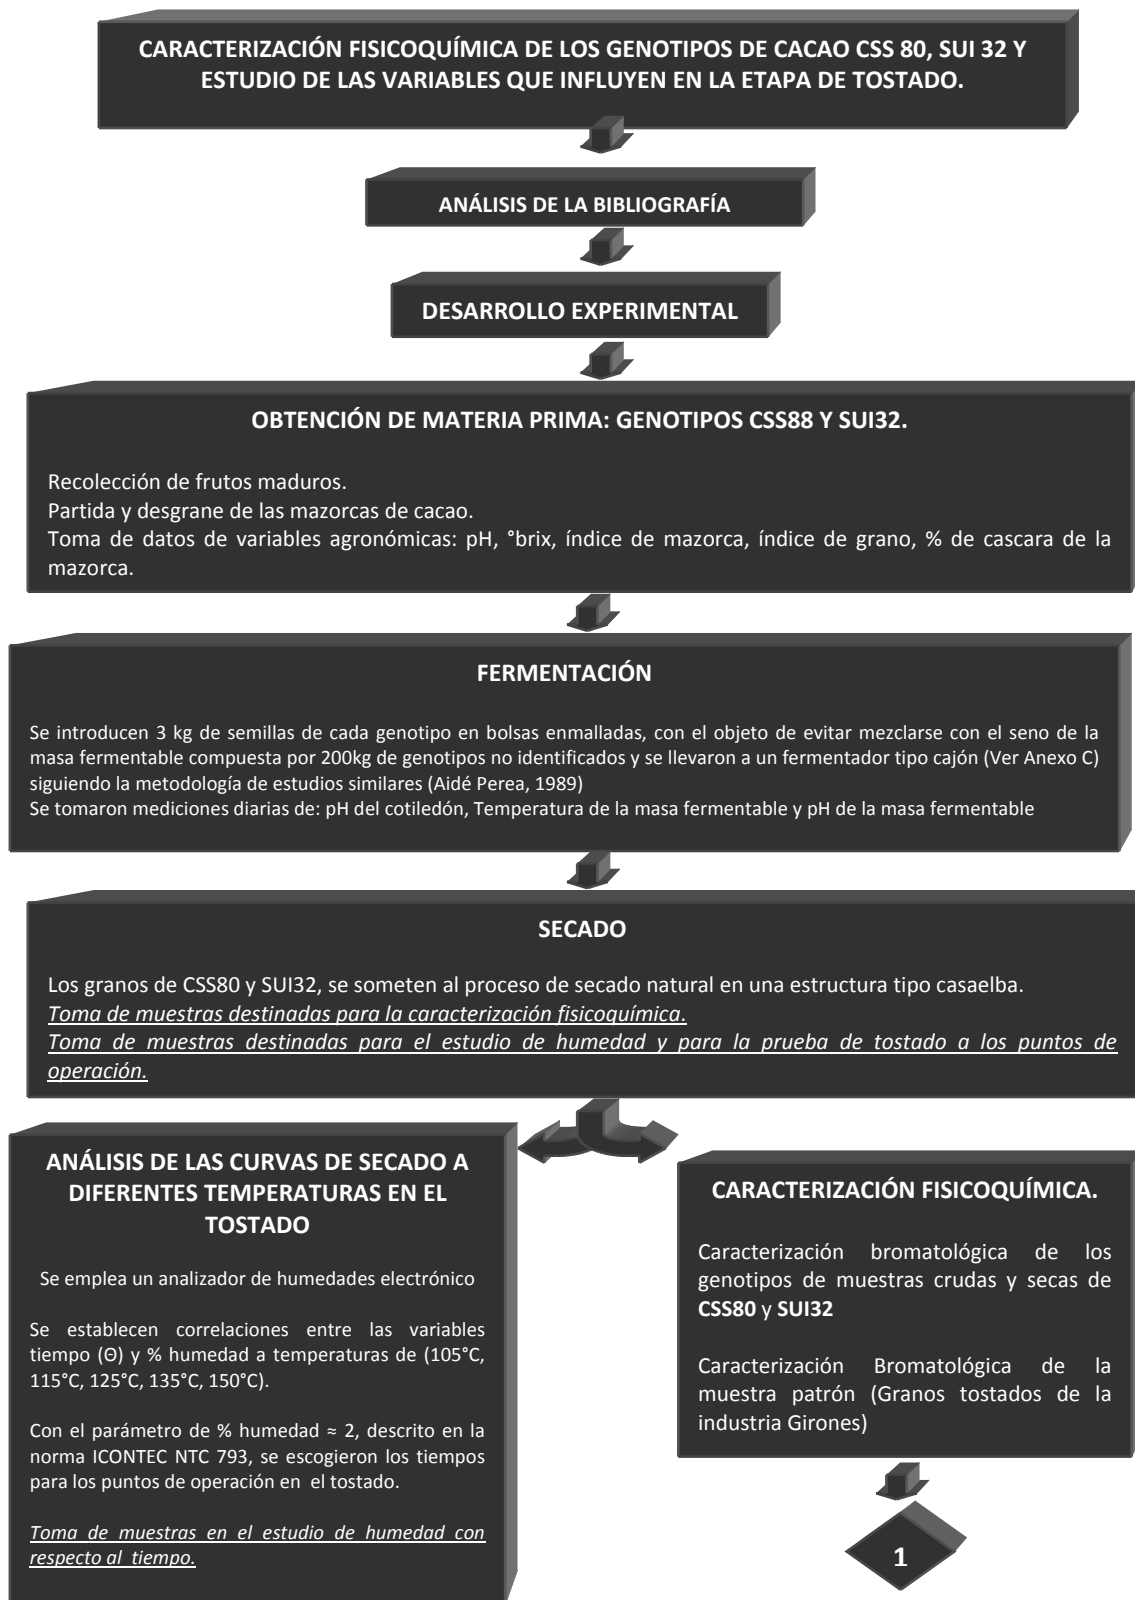 CARACTERIZACIÓN FISICOQUÍMICA DE LOS GENOTIPOS DE CACAO CSS 80, SUI 32 Y
ESTUDIO DE LAS VARIABLES QUE INFLUYEN EN LA ETAPA DE TOSTADO.
ANÁLISIS DE LA BIBLIOGRAFÍA
DESARROLLO EXPERIMENTAL
OBTENCIÓN DE MATERIA PRIMA: GENOTIPOS CSS88 Y SUI32.
Recolección de frutos maduros.
Partida y desgrane de las mazorcas de cacao.
Toma de datos de variables agronómicas: pH, °brix, índice de mazorca, índice de grano, % de cascara de la
mazorca.
FERMENTACIÓN
Se introducen 3 kg de semillas de cada genotipo en bolsas enmalladas, con el objeto de evitar mezclarse con el seno de la
masa fermentable compuesta por 200kg de genotipos no identificados y se llevaron a un fermentador tipo cajón (Ver Anexo C)
siguiendo la metodología de estudios similares (Aidé Perea, 1989)
Se tomaron mediciones diarias de: pH del cotiledón, Temperatura de la masa fermentable y pH de la masa fermentable
SECADO
Los granos de CSS80 y SUI32, se someten al proceso de secado natural en una estructura tipo casaelba.
Toma de muestras destinadas para la caracterización fisicoquímica.
Toma de muestras destinadas para el estudio de humedad y para la prueba de tostado a los puntos de
operación.
ANÁLISIS DE LAS CURVAS DE SECADO A
DIFERENTES TEMPERATURAS EN EL
TOSTADO
Se emplea un analizador de humedades electrónico
Se establecen correlaciones entre las variables
tiempo (Θ) y % humedad a temperaturas de (105°C,
115°C, 125°C, 135°C, 150°C).
Con el parámetro de % humedad ≈ 2, descrito en la
norma ICONTEC NTC 793, se escogieron los tiempos
para los puntos de operación en el tostado.
Toma de muestras en el estudio de humedad con
respecto al tiempo.
CARACTERIZACIÓN FISICOQUÍMICA.
Caracterización bromatológica de los
genotipos de muestras crudas y secas de
CSS80 y SUI32
Caracterización Bromatológica de la
muestra patrón (Granos tostados de la
industria Girones)
1